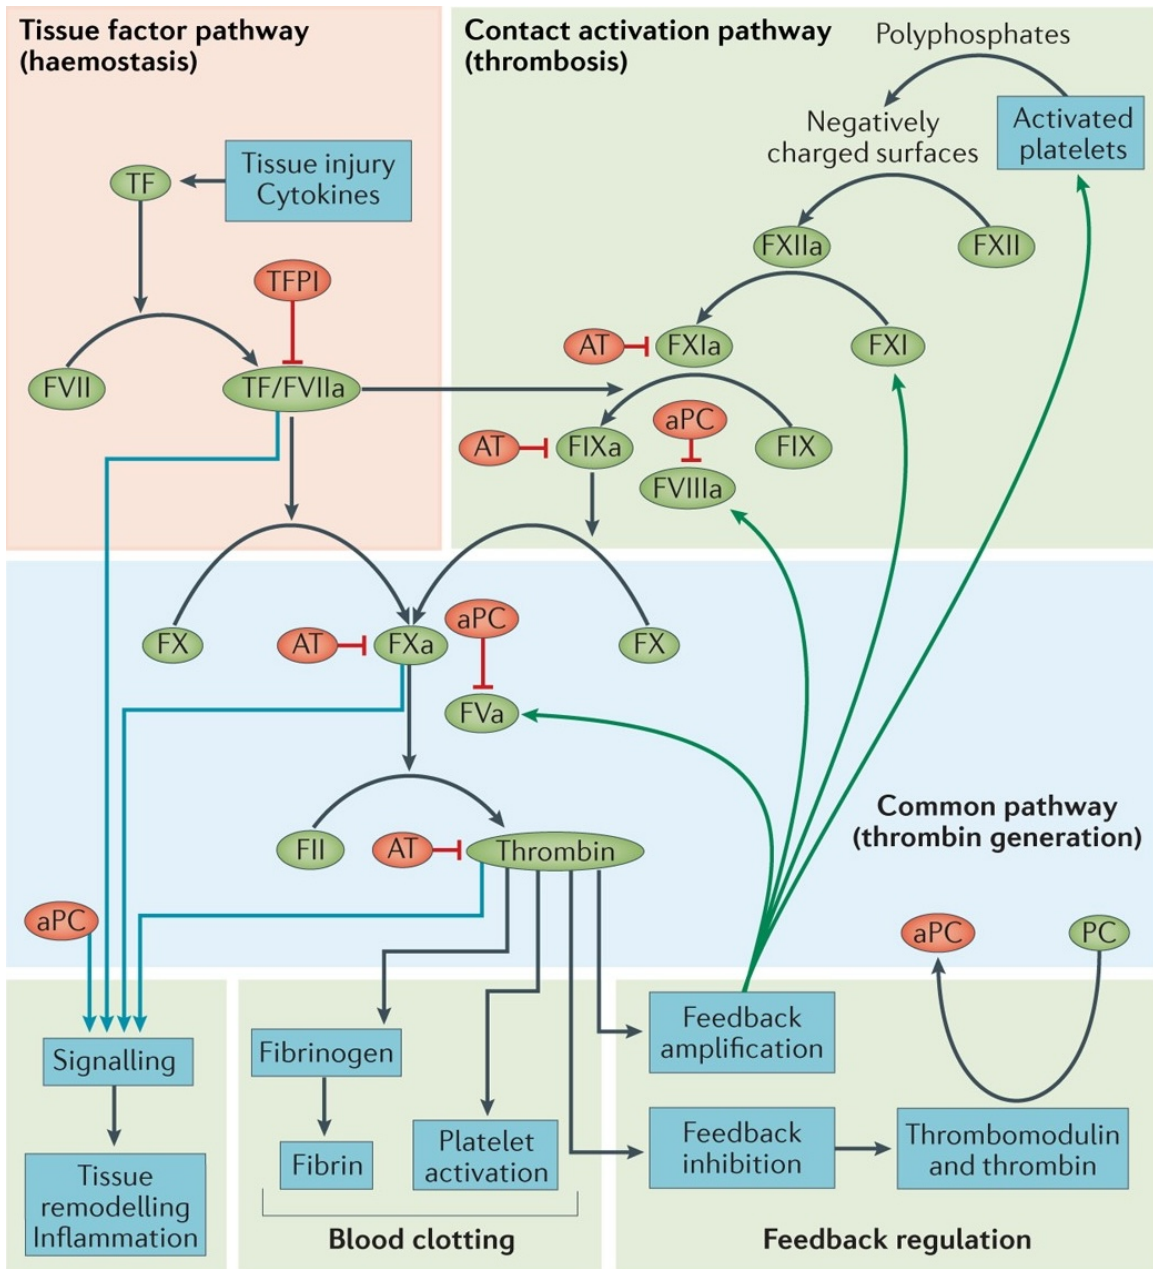 Tissue factor pathway
(haemostasis)
Contact activation pathway
(thrombosis)
Polyphosphates
Negatively
charged surfaces
Activated
platelets
TF
Tissue injury
Cytokines
FXIIa
FXII
TFPI
AT
FXIa
FXI
FVII
TF/FVIIa
AT
FIXa
aPC
FIX
FVIIIa
FX
AT
FXa
aPC
FX
FVa
Common pathway
(thrombin generation)
FII
AT
Thrombin
aPC
aPC
PC
Signalling
Tissue
remodelling
Inflammation
Fibrinogen
Fibrin
Platelet
activation
Blood clotting
Feedback
amplification
Feedback
inhibition
Thrombomodulin
and thrombin
Feedback regulation